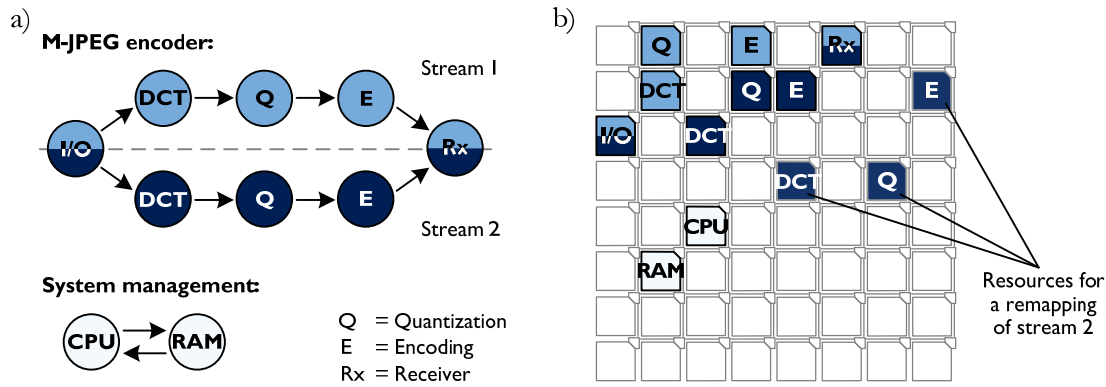 a)
M-JPEG encoder:
Stream 1
DCT Q E
I/O Rx
DCT Q E
Stream 2
System management:
CPU RAM
Q = Quantization
E = Encoding
Rx = Receiver
b)
Q E Rx
DCT Q E E
I/O DCT
DCT Q
CPU
RAM
Resources for
a remapping
of stream 2